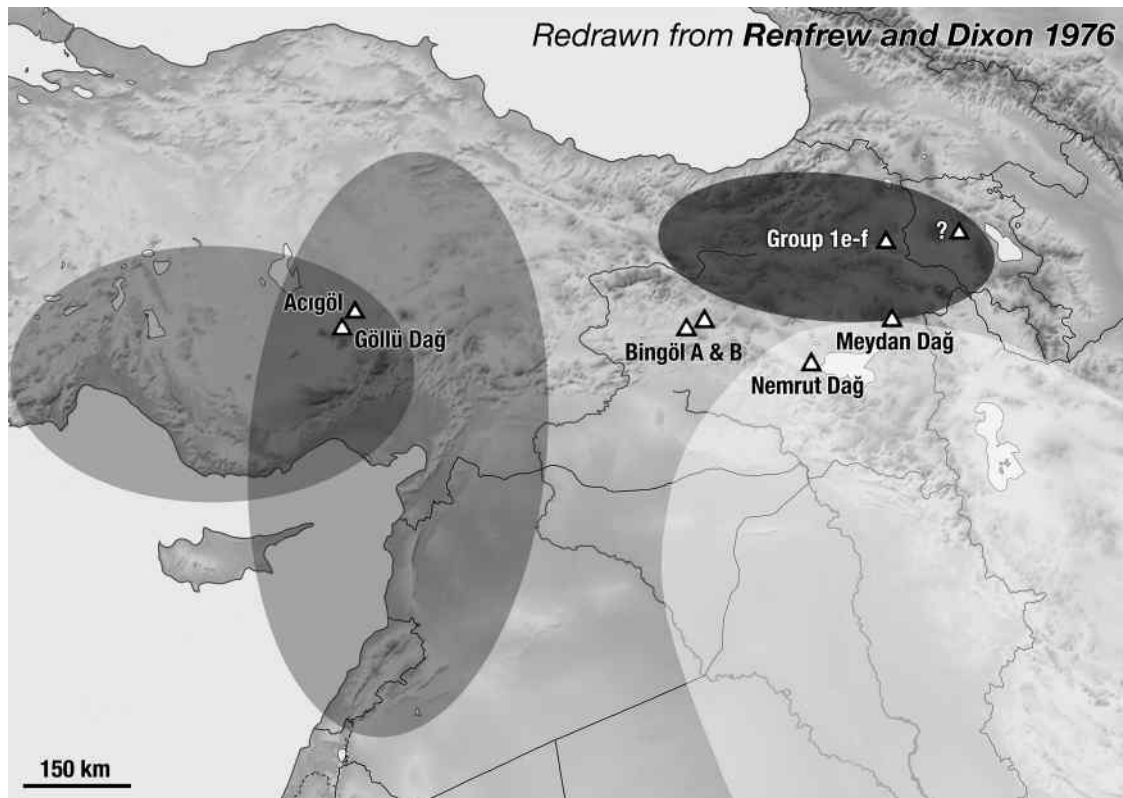 Redrawn from Renfrew and Dixon 1976
Group 1e-f
?
Acıgöl
Göllü Dağ
Bingöl A & B
Meydan Dağ
Nemrut Dağ
150 km